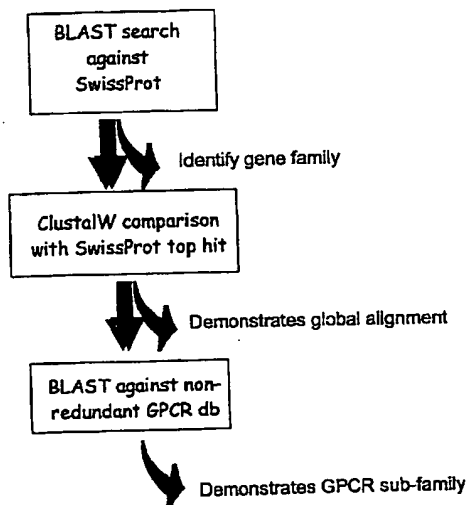 BLAST search
against
SwissProt
Identify gene family
ClustalW comparison
with SwissProt top hit
Demonstrates global alignment
BLAST against non-
redundant GPCR db
Demonstrates GPCR sub-family